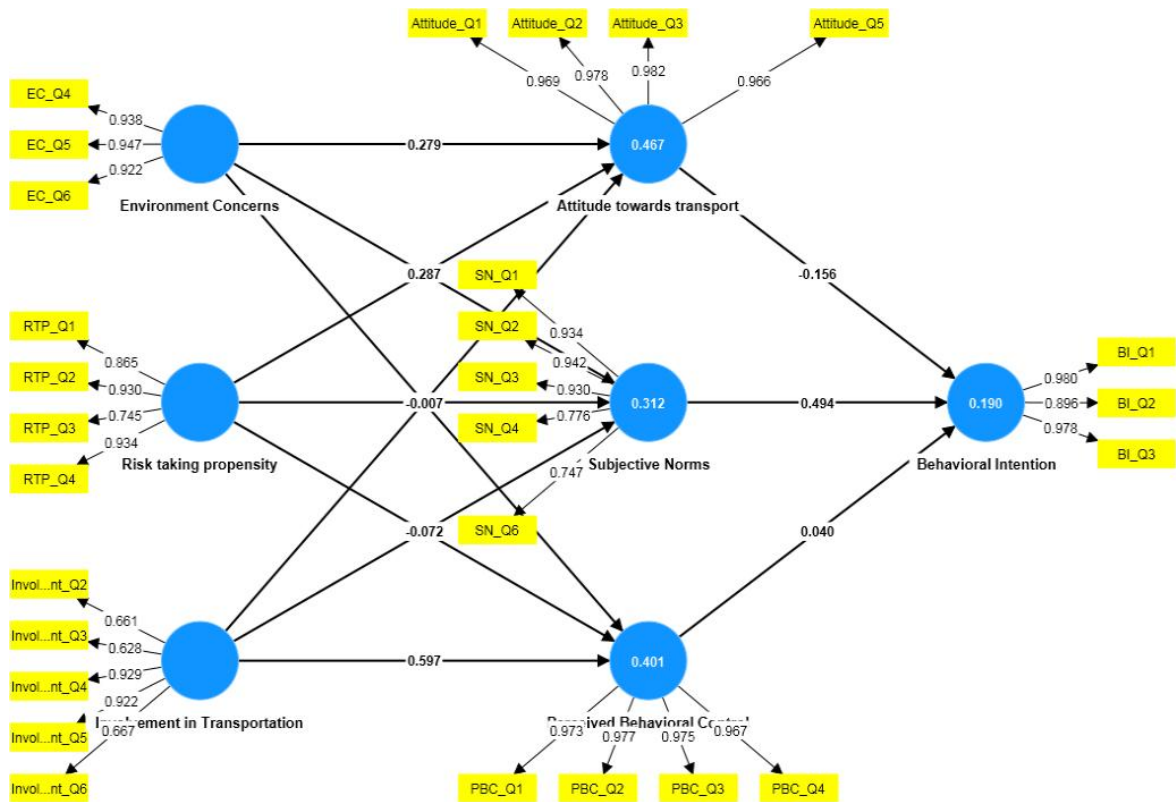 Attitude_Q1
Attitude_Q2
Attitude_Q3
Attitude_Q5
0.969
0.978
0.982
0.966
EC_Q4
EC_Q5
EC_Q6
0.938
0.947
0.922
Environment Concerns
0.279
0.467
Attitude towards transport
0.287
-0.156
SN_Q1
SN_Q2
SN_Q3
SN_Q4
SN_Q6
0.934
0.942
0.930
0.776
0.747
RTP_Q1
RTP_Q2
RTP_Q3
RTP_Q4
0.865
0.930
0.745
0.934
Risk taking propensity
-0.007
0.312
Subjective Norms
0.494
0.190
Behavioral Intention
BI_Q1
BI_Q2
BI_Q3
0.980
0.896
0.978
-0.072
0.040
Invol...nt_Q2
Invol...nt_Q3
Invol...nt_Q4
Invol...nt_Q5
Invol...nt_Q6
0.661
0.628
0.929
0.922
0.667
Involvement in Transportation
0.597
0.401
Perceived Behavioral Control
0.973
0.977
0.975
0.967
PBC_Q1
PBC_Q2
PBC_Q3
PBC_Q4